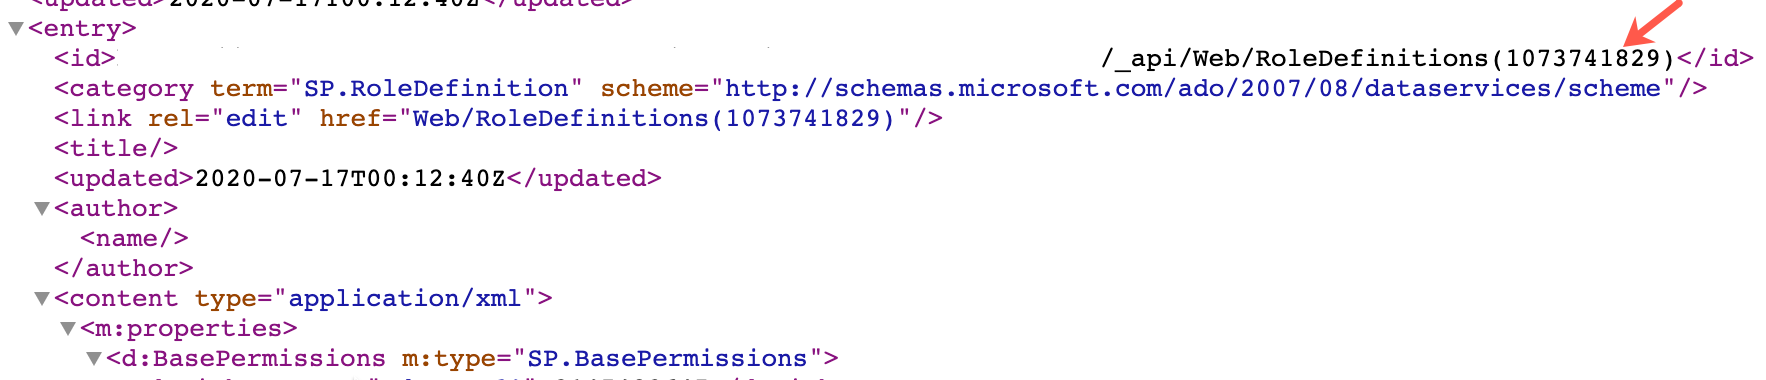 <updated>2020-07-17T00:12:40Z</updated>
▼<entry>
<id> /_api/Web/RoleDefinitions(1073741829)</id>
<category term="SP.RoleDefinition" scheme="http://schemas.microsoft.com/ado/2007/08/dataservices/scheme"/>
<link rel="edit" href="Web/RoleDefinitions(1073741829)"/>
<title/>
<updated>2020-07-17T00:12:40Z</updated>
▼<author>
<name/>
</author>
▼<content type="application/xml">
▼<m:properties>
▼<d:BasePermissions m:type="SP.BasePermissions">